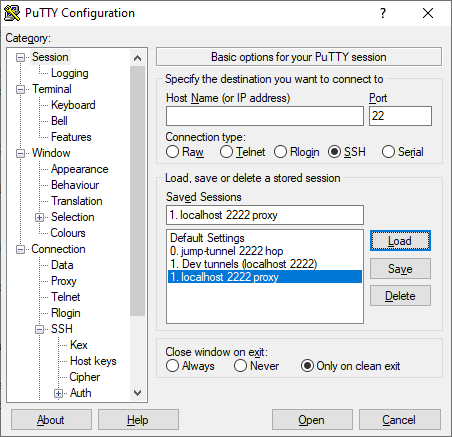 PuTTY Configuration
?
Category:
Session
Logging
Terminal
Keyboard
Bell
Features
Window
Appearance
Behaviour
Translation
Selection
Colours
Connection
Data
Proxy
Telnet
Rlogin
SSH
Kex
Host keys
Cipher
Auth
Basic options for your PuTTY session
Specify the destination you want to connect to
Host Name (or IP address) Port
22
Connection type:
Raw Telnet Rlogin SSH Serial
Load, save or delete a stored session
Saved Sessions
1. localhost 2222 proxy
Default Settings
0. jump-tunnel 2222 hop
1. Dev tunnels (localhost 2222)
1. localhost 2222 proxy
Load
Save
Delete
Close window on exit:
Always Never Only on clean exit
About Help Open Cancel